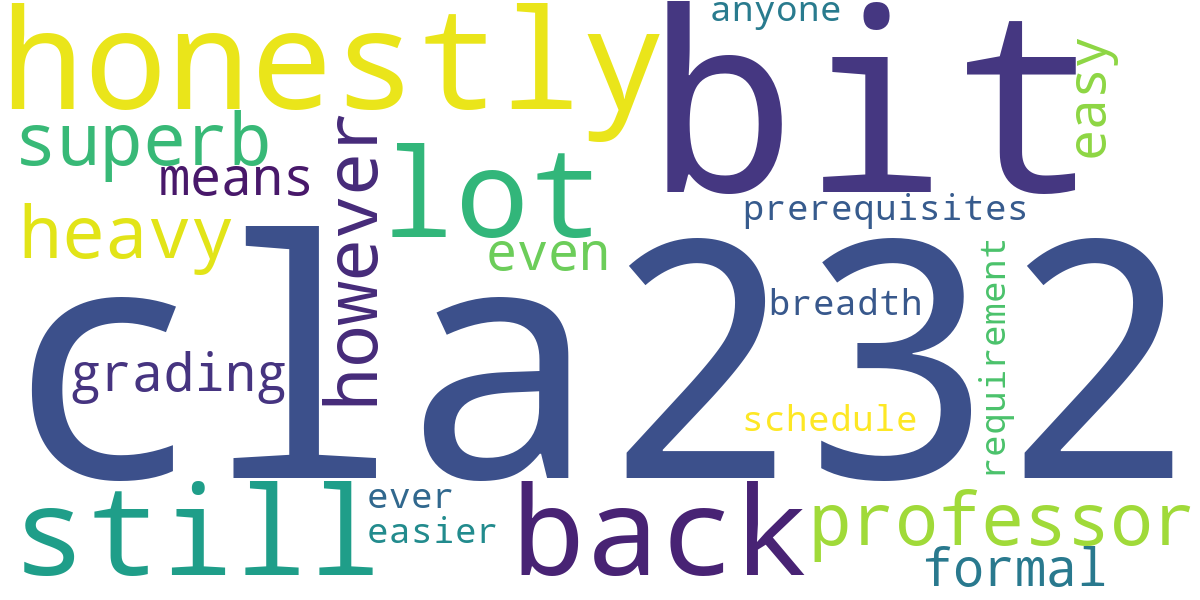 honestly
bit
anyone
easy
superb
means
however
lot
heavy
even
prerequisites
cla232
breadth
requirement
grading
schedule
still
ever
easier
back
professor
formal